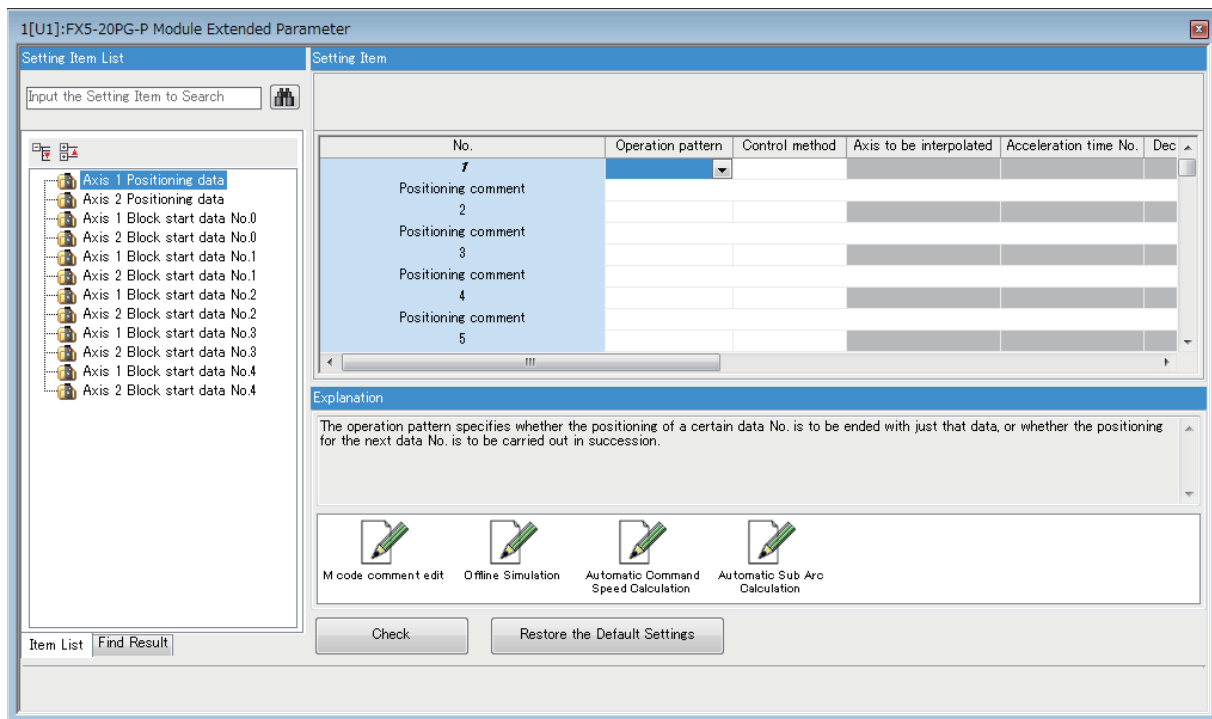 1[U1]:FX5-20PG-P Module Extended Parameter
Setting Item List
Input the Setting Item to Search
Axis 1 Positioning data
Axis 2 Positioning data
Axis 1 Block start data No.0
Axis 2 Block start data No.0
Axis 1 Block start data No.1
Axis 2 Block start data No.1
Axis 1 Block start data No.2
Axis 2 Block start data No.2
Axis 1 Block start data No.3
Axis 2 Block start data No.3
Axis 1 Block start data No.4
Axis 2 Block start data No.4
Item List Find Result
Setting Item
No. Operation pattern Control method Axis to be interpolated Acceleration time No. Dec
1
Positioning comment
2
Positioning comment
3
Positioning comment
4
Positioning comment
5
Explanation
The operation pattern specifies whether the positioning of a certain data No. is to be ended with just that data, or whether the positioning
for the next data No. is to be carried out in succession.
M code comment edit
Offline Simulation
Automatic Command
Speed Calculation
Automatic Sub Arc
Calculation
Check Restore the Default Settings